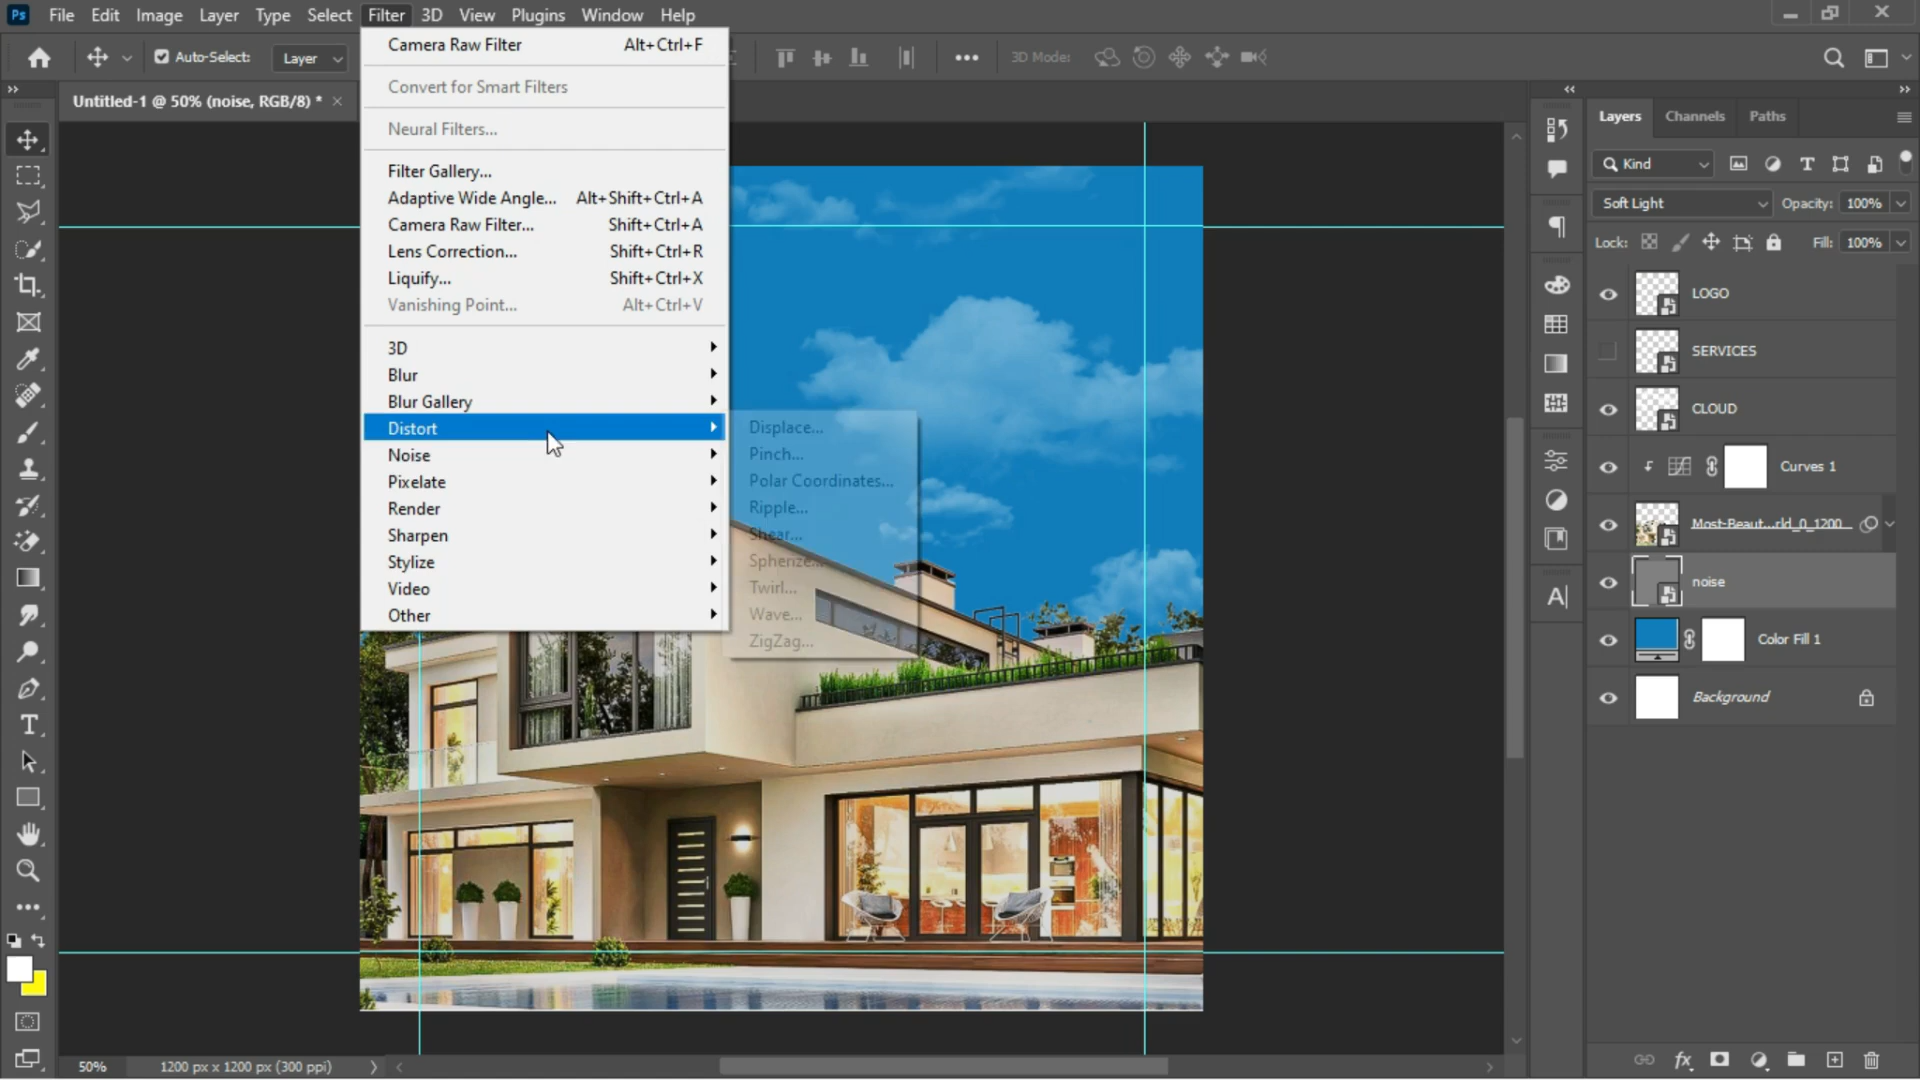 Ps File Edit Image Layer Type Select Filter 3D View Plugins Window Help
Auto-Select: Layer 3D Mode:
Untitled-1 @ 50% (noise, RGB/8) *
Camera Raw Filter Alt+Ctrl+F
Convert for Smart Filters
Neural Filters...
Filter Gallery...
Adaptive Wide Angle... Alt+Shift+Ctrl+A
Camera Raw Filter... Shift+Ctrl+A
Lens Correction... Shift+Ctrl+R
Liquify... Shift+Ctrl+X
Vanishing Point... Alt+Ctrl+V
3D
Blur
Blur Gallery
Distort
Noise
Pixelate
Render
Sharpen
Stylize
Video
Other
Displace...
Pinch...
Polar Coordinates...
Ripple...
Shear...
Spherize...
Twirl...
Wave...
ZigZag...
Layers Channels Paths
Kind
Soft Light Opacity: 100%
Lock: Fill: 100%
LOGO
SERVICES
CLOUD
Curves 1
Most-Beaut...rld_0_1200
noise
Color Fill 1
Background
50% 1200 px x 1200 px (300 ppi)